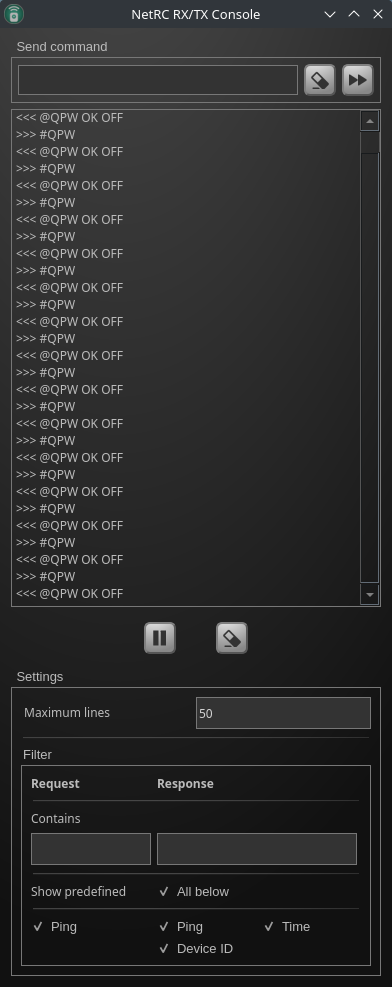 NetRC RX/TX Console
Send command
<<< @QPW OK OFF
>>> #QPW
<<< @QPW OK OFF
>>> #QPW
<<< @QPW OK OFF
>>> #QPW
<<< @QPW OK OFF
>>> #QPW
<<< @QPW OK OFF
>>> #QPW
<<< @QPW OK OFF
>>> #QPW
<<< @QPW OK OFF
>>> #QPW
<<< @QPW OK OFF
>>> #QPW
<<< @QPW OK OFF
>>> #QPW
<<< @QPW OK OFF
>>> #QPW
<<< @QPW OK OFF
>>> #QPW
<<< @QPW OK OFF
>>> #QPW
<<< @QPW OK OFF
>>> #QPW
<<< @QPW OK OFF
>>> #QPW
<<< @QPW OK OFF
Settings
Maximum lines 50
Filter
Request Response
Contains
Show predefined ✓ All below
✓ Ping ✓ Ping ✓ Time
✓ Device ID